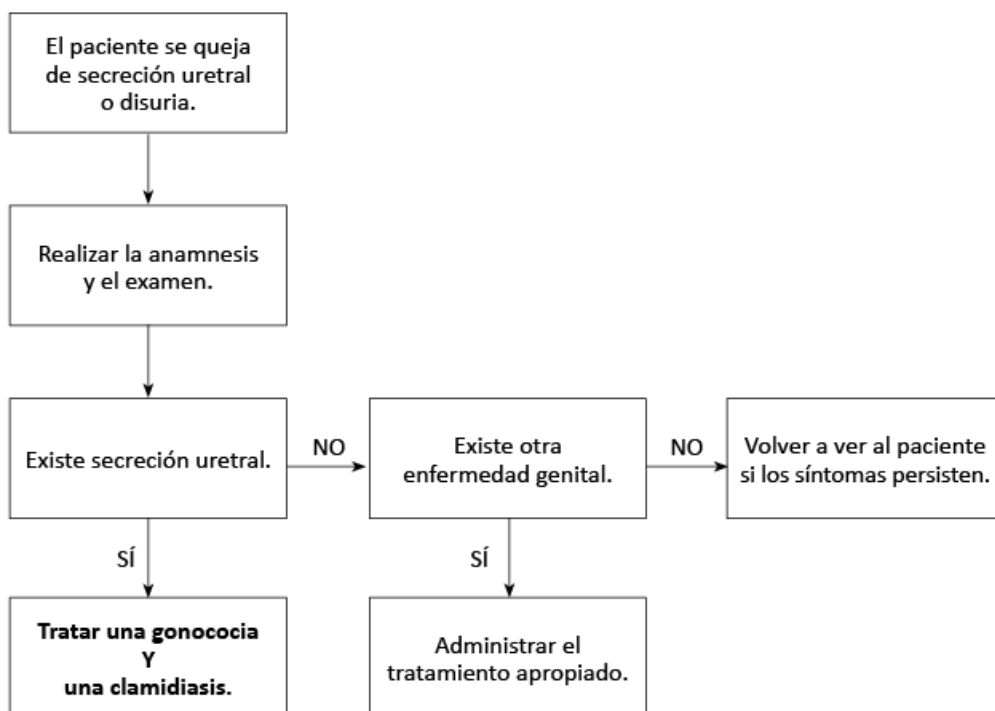 El paciente se queja
de secreción uretral
o disuria.
Realizar la anamnesis
y el examen.
Existe secreción uretral.
NO
Existe otra
enfermedad genital.
NO
Volver a ver al paciente
si los síntomas persisten.
SÍ
SÍ
Tratar una gonococia
Y
una clamidiasis.
Administrar el
tratamiento apropiado.